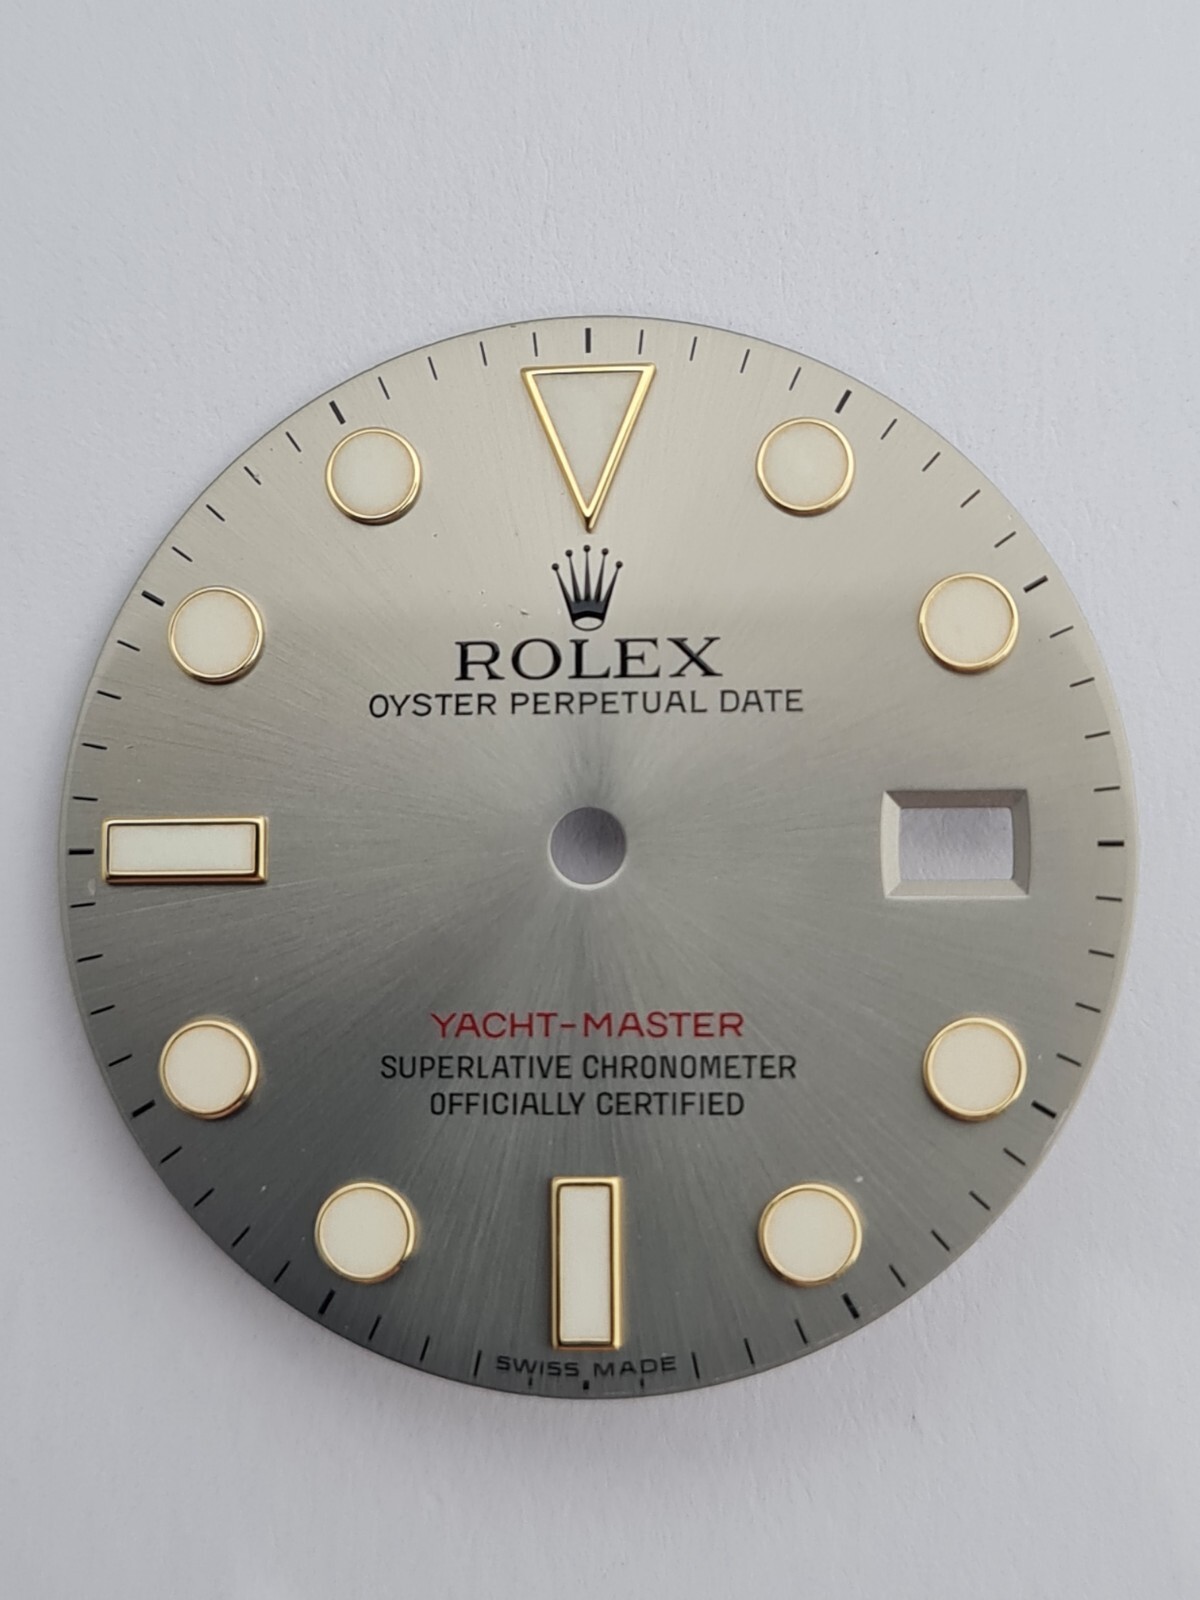 ROLEX
OYSTER PERPETUAL DATE
YACHT-MASTER
SUPERLATIVE CHRONOMETER
OFFICIALLY CERTIFIED
SWISS MADE